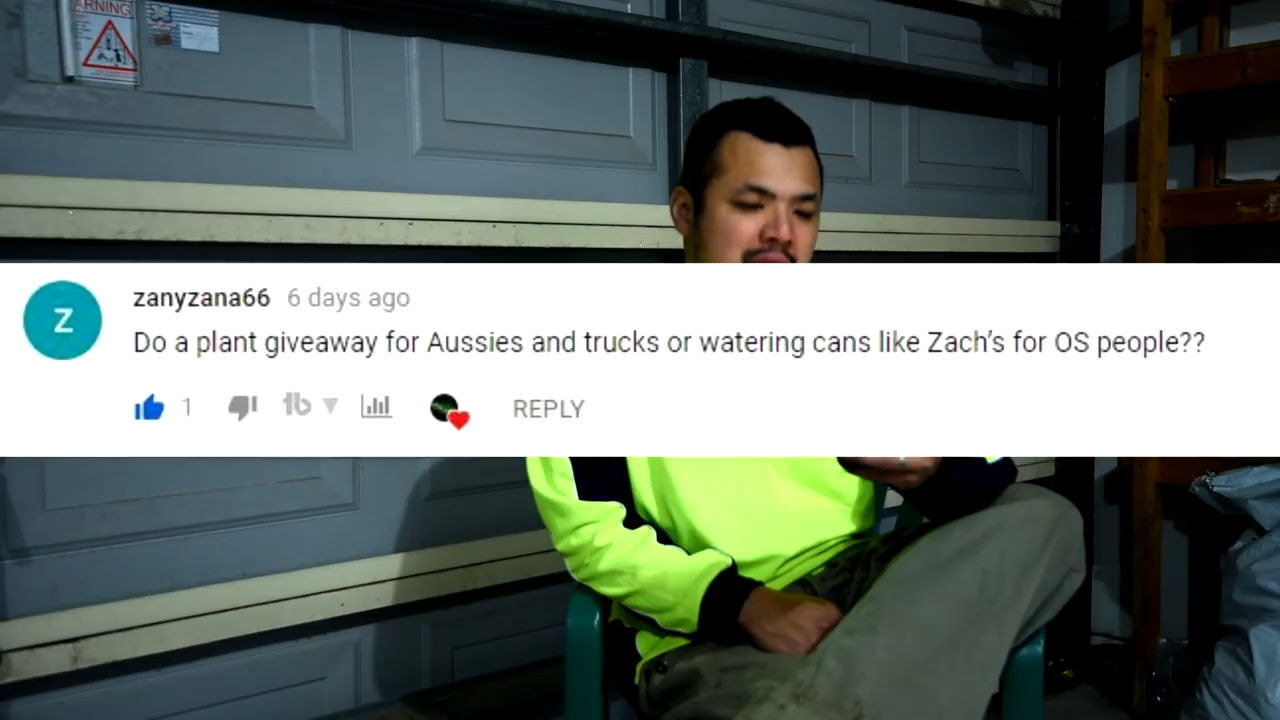 ARNING
Z
zanyzana66 6 days ago
Do a plant giveaway for Aussies and trucks or watering cans like Zach's for OS people??
1
REPLY